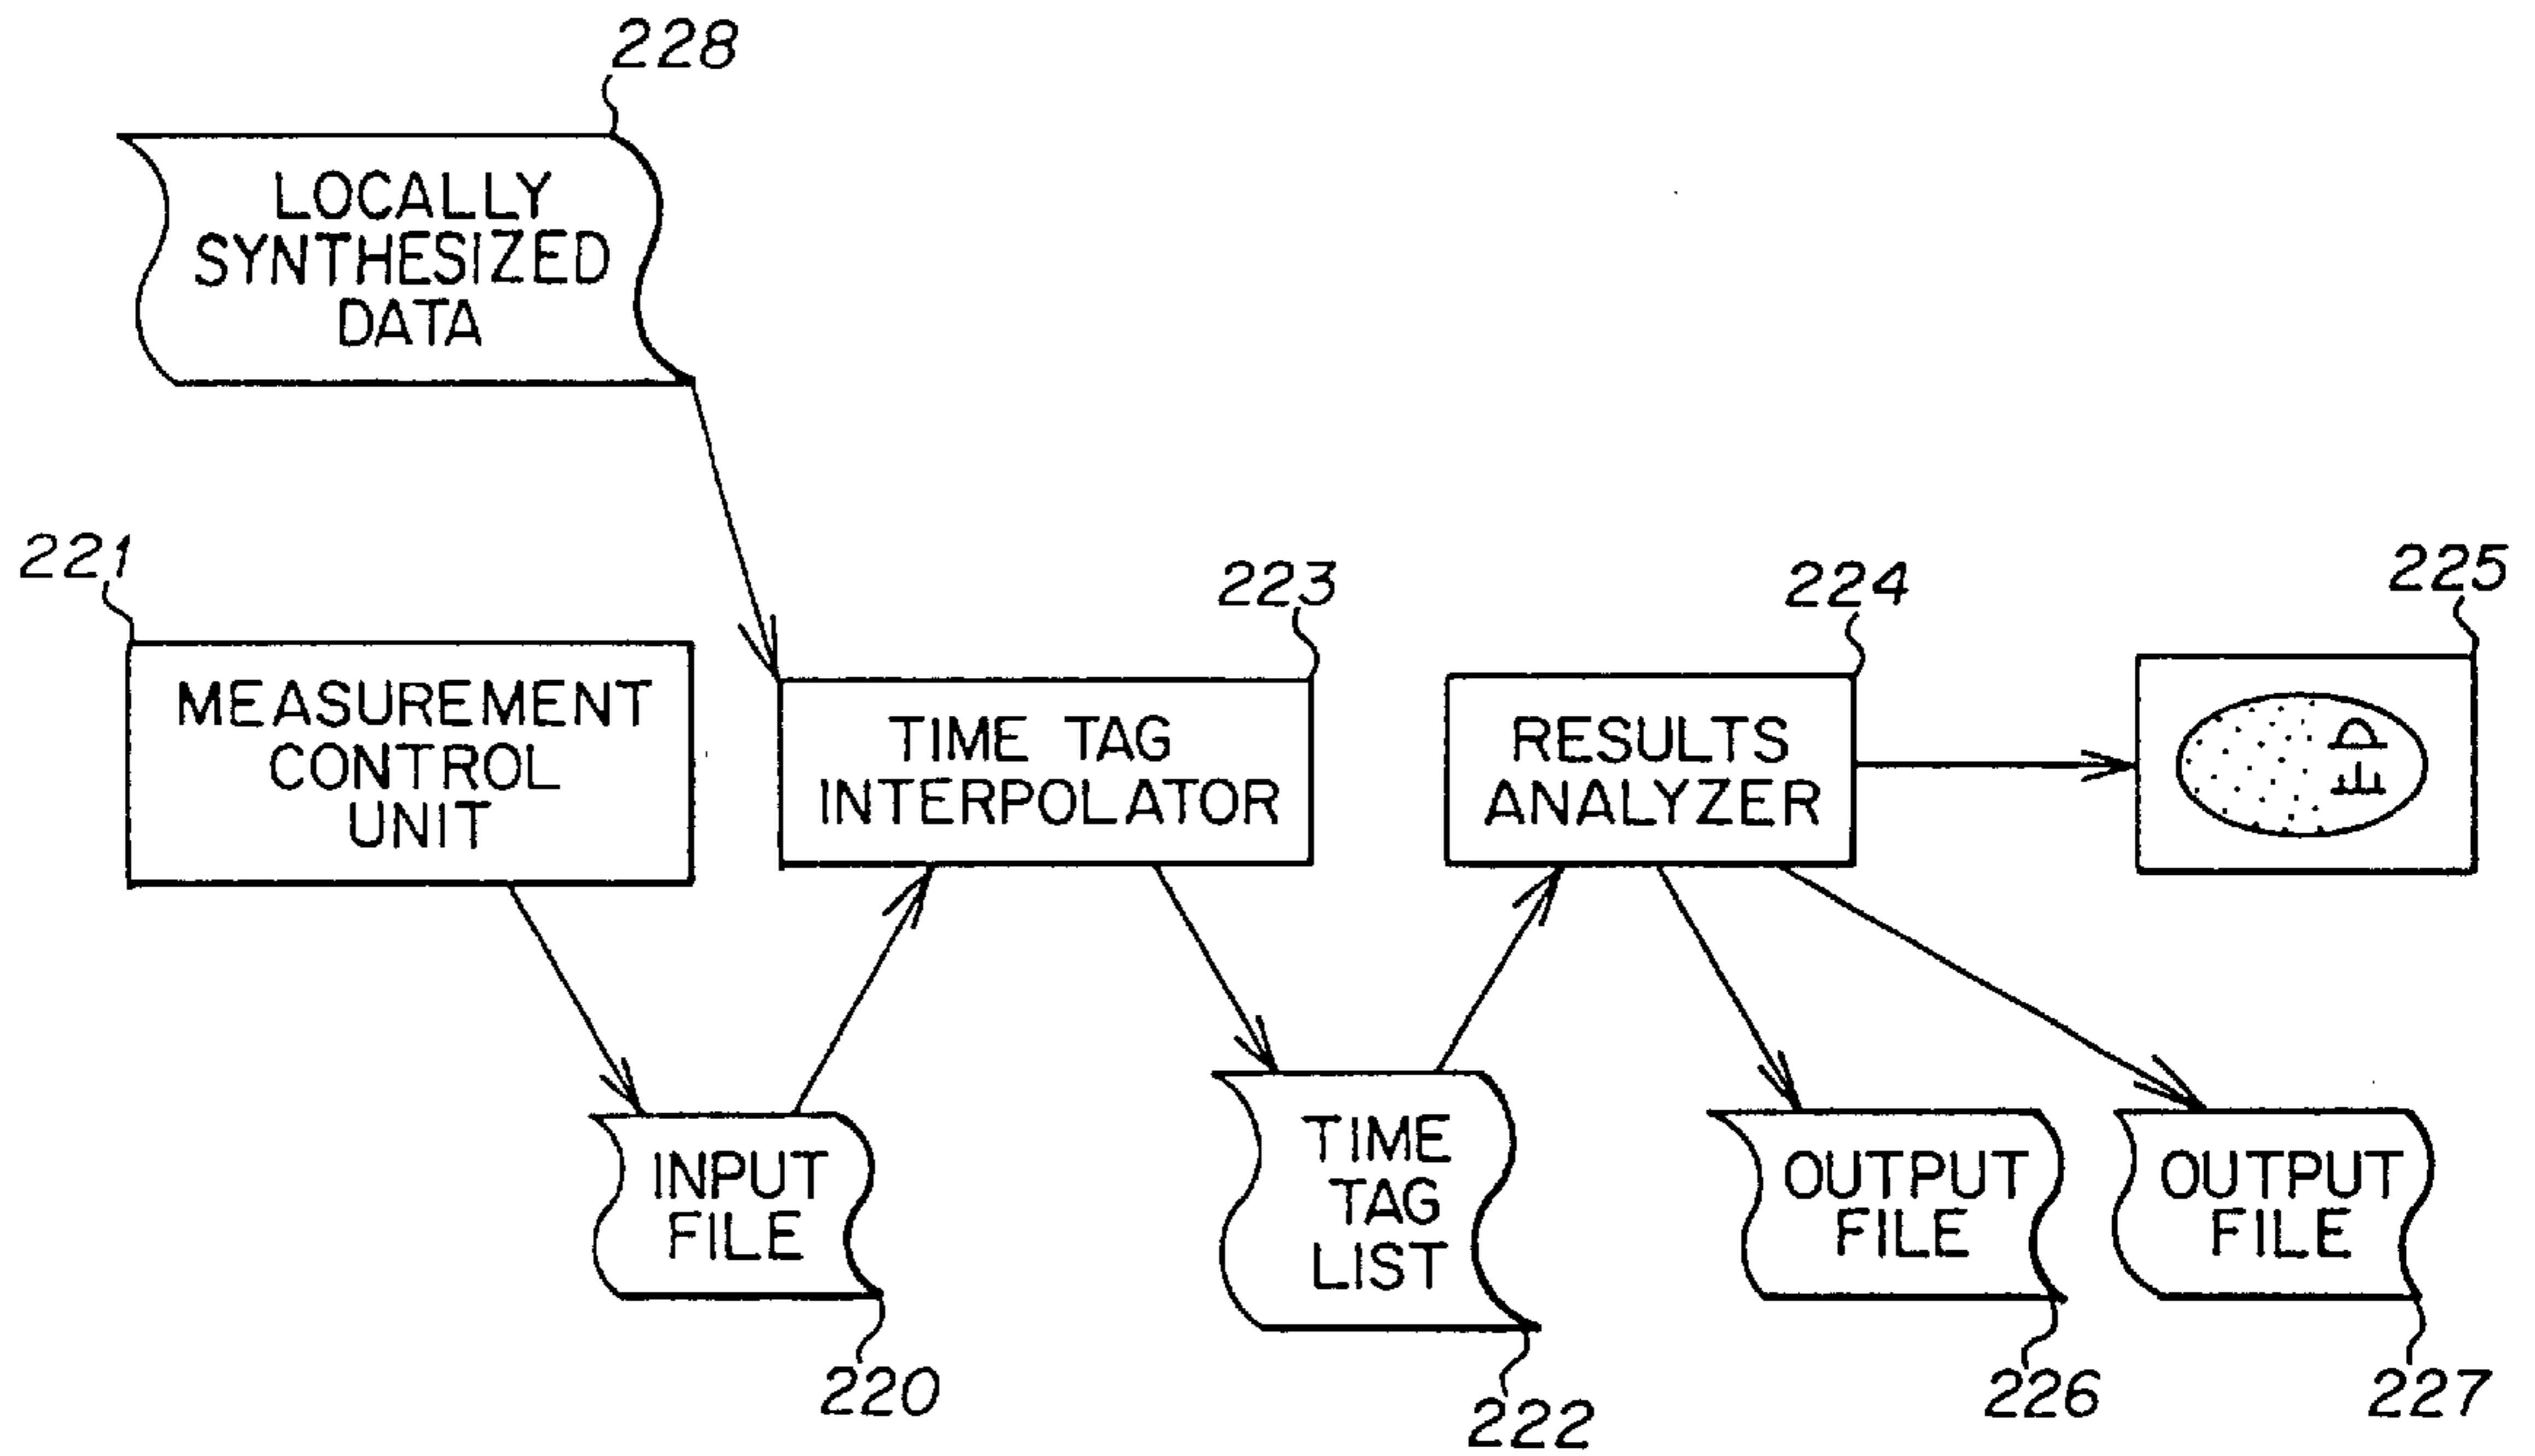 228
LOCALLY
SYNTHESIZED
DATA
221
MEASUREMENT
CONTROL
UNIT
223
TIME TAG
INTERPOLATOR
224
RESULTS
ANALYZER
225
INPUT
FILE
220
TIME
TAG
LIST
222
OUTPUT
FILE
226
OUTPUT
FILE
227